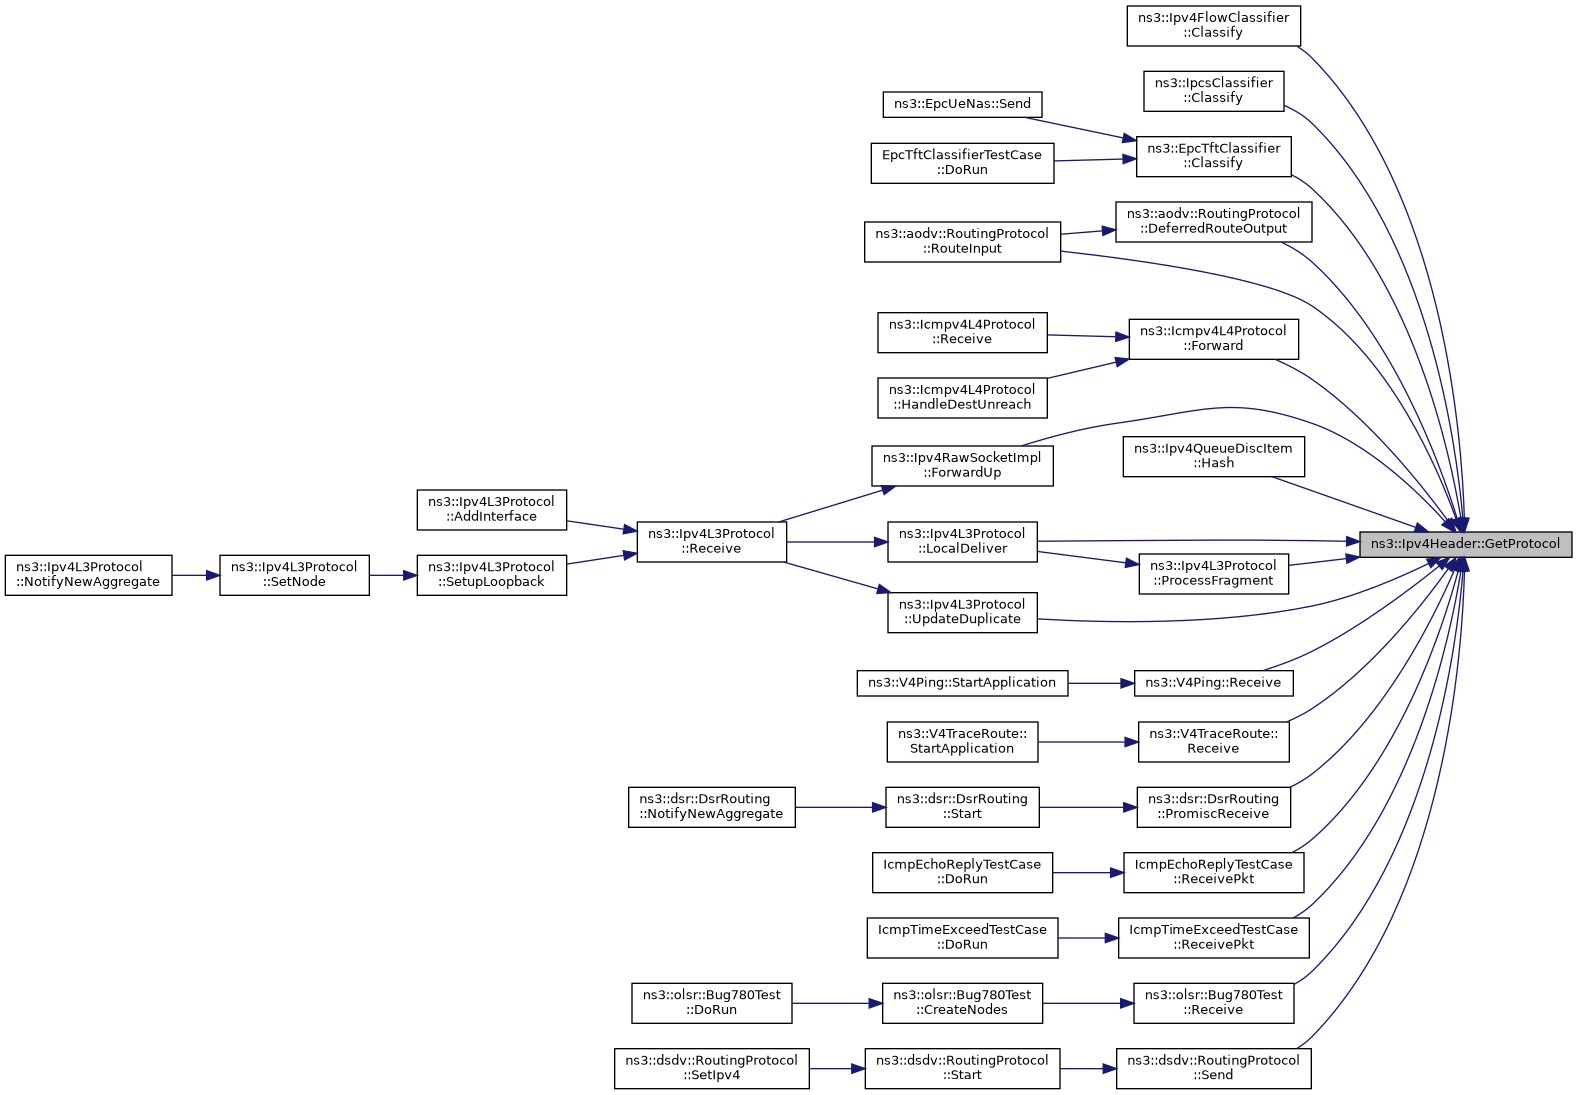 ns3::Ipv4FlowClassifier
::Classify
ns3::IpcsClassifier
::Classify
ns3::EpcUeNas::Send
ns3::EpcTftClassifier
::Classify
EpcTftClassifierTestCase
::DoRun
ns3::aodv::RoutingProtocol
::DeferredRouteOutput
ns3::aodv::RoutingProtocol
::RouteInput
ns3::Icmpv4L4Protocol
::Receive
ns3::Icmpv4L4Protocol
::Forward
ns3::Icmpv4L4Protocol
::HandleDestUnreach
ns3::Ipv4RawSocketImpl
::ForwardUp
ns3::Ipv4QueueDiscItem
::Hash
ns3::Ipv4L3Protocol
::AddInterface
ns3::Ipv4L3Protocol
::Receive
ns3::Ipv4L3Protocol
::LocalDeliver
ns3::Ipv4Header::GetProtocol
ns3::Ipv4L3Protocol
::NotifyNewAggregate
ns3::Ipv4L3Protocol
::SetNode
ns3::Ipv4L3Protocol
::SetupLoopback
ns3::Ipv4L3Protocol
::ProcessFragment
ns3::Ipv4L3Protocol
::UpdateDuplicate
ns3::V4Ping::StartApplication
ns3::V4Ping::Receive
ns3::V4TraceRoute::
StartApplication
ns3::V4TraceRoute::
Receive
ns3::dsr::DsrRouting
::NotifyNewAggregate
ns3::dsr::DsrRouting
::Start
ns3::dsr::DsrRouting
::PromiscReceive
IcmpEchoReplyTestCase
::DoRun
IcmpEchoReplyTestCase
::ReceivePkt
IcmpTimeExceedTestCase
::DoRun
IcmpTimeExceedTestCase
::ReceivePkt
ns3::olsr::Bug780Test
::DoRun
ns3::olsr::Bug780Test
::CreateNodes
ns3::olsr::Bug780Test
::Receive
ns3::dsdv::RoutingProtocol
::SetIpv4
ns3::dsdv::RoutingProtocol
::Start
ns3::dsdv::RoutingProtocol
::Send